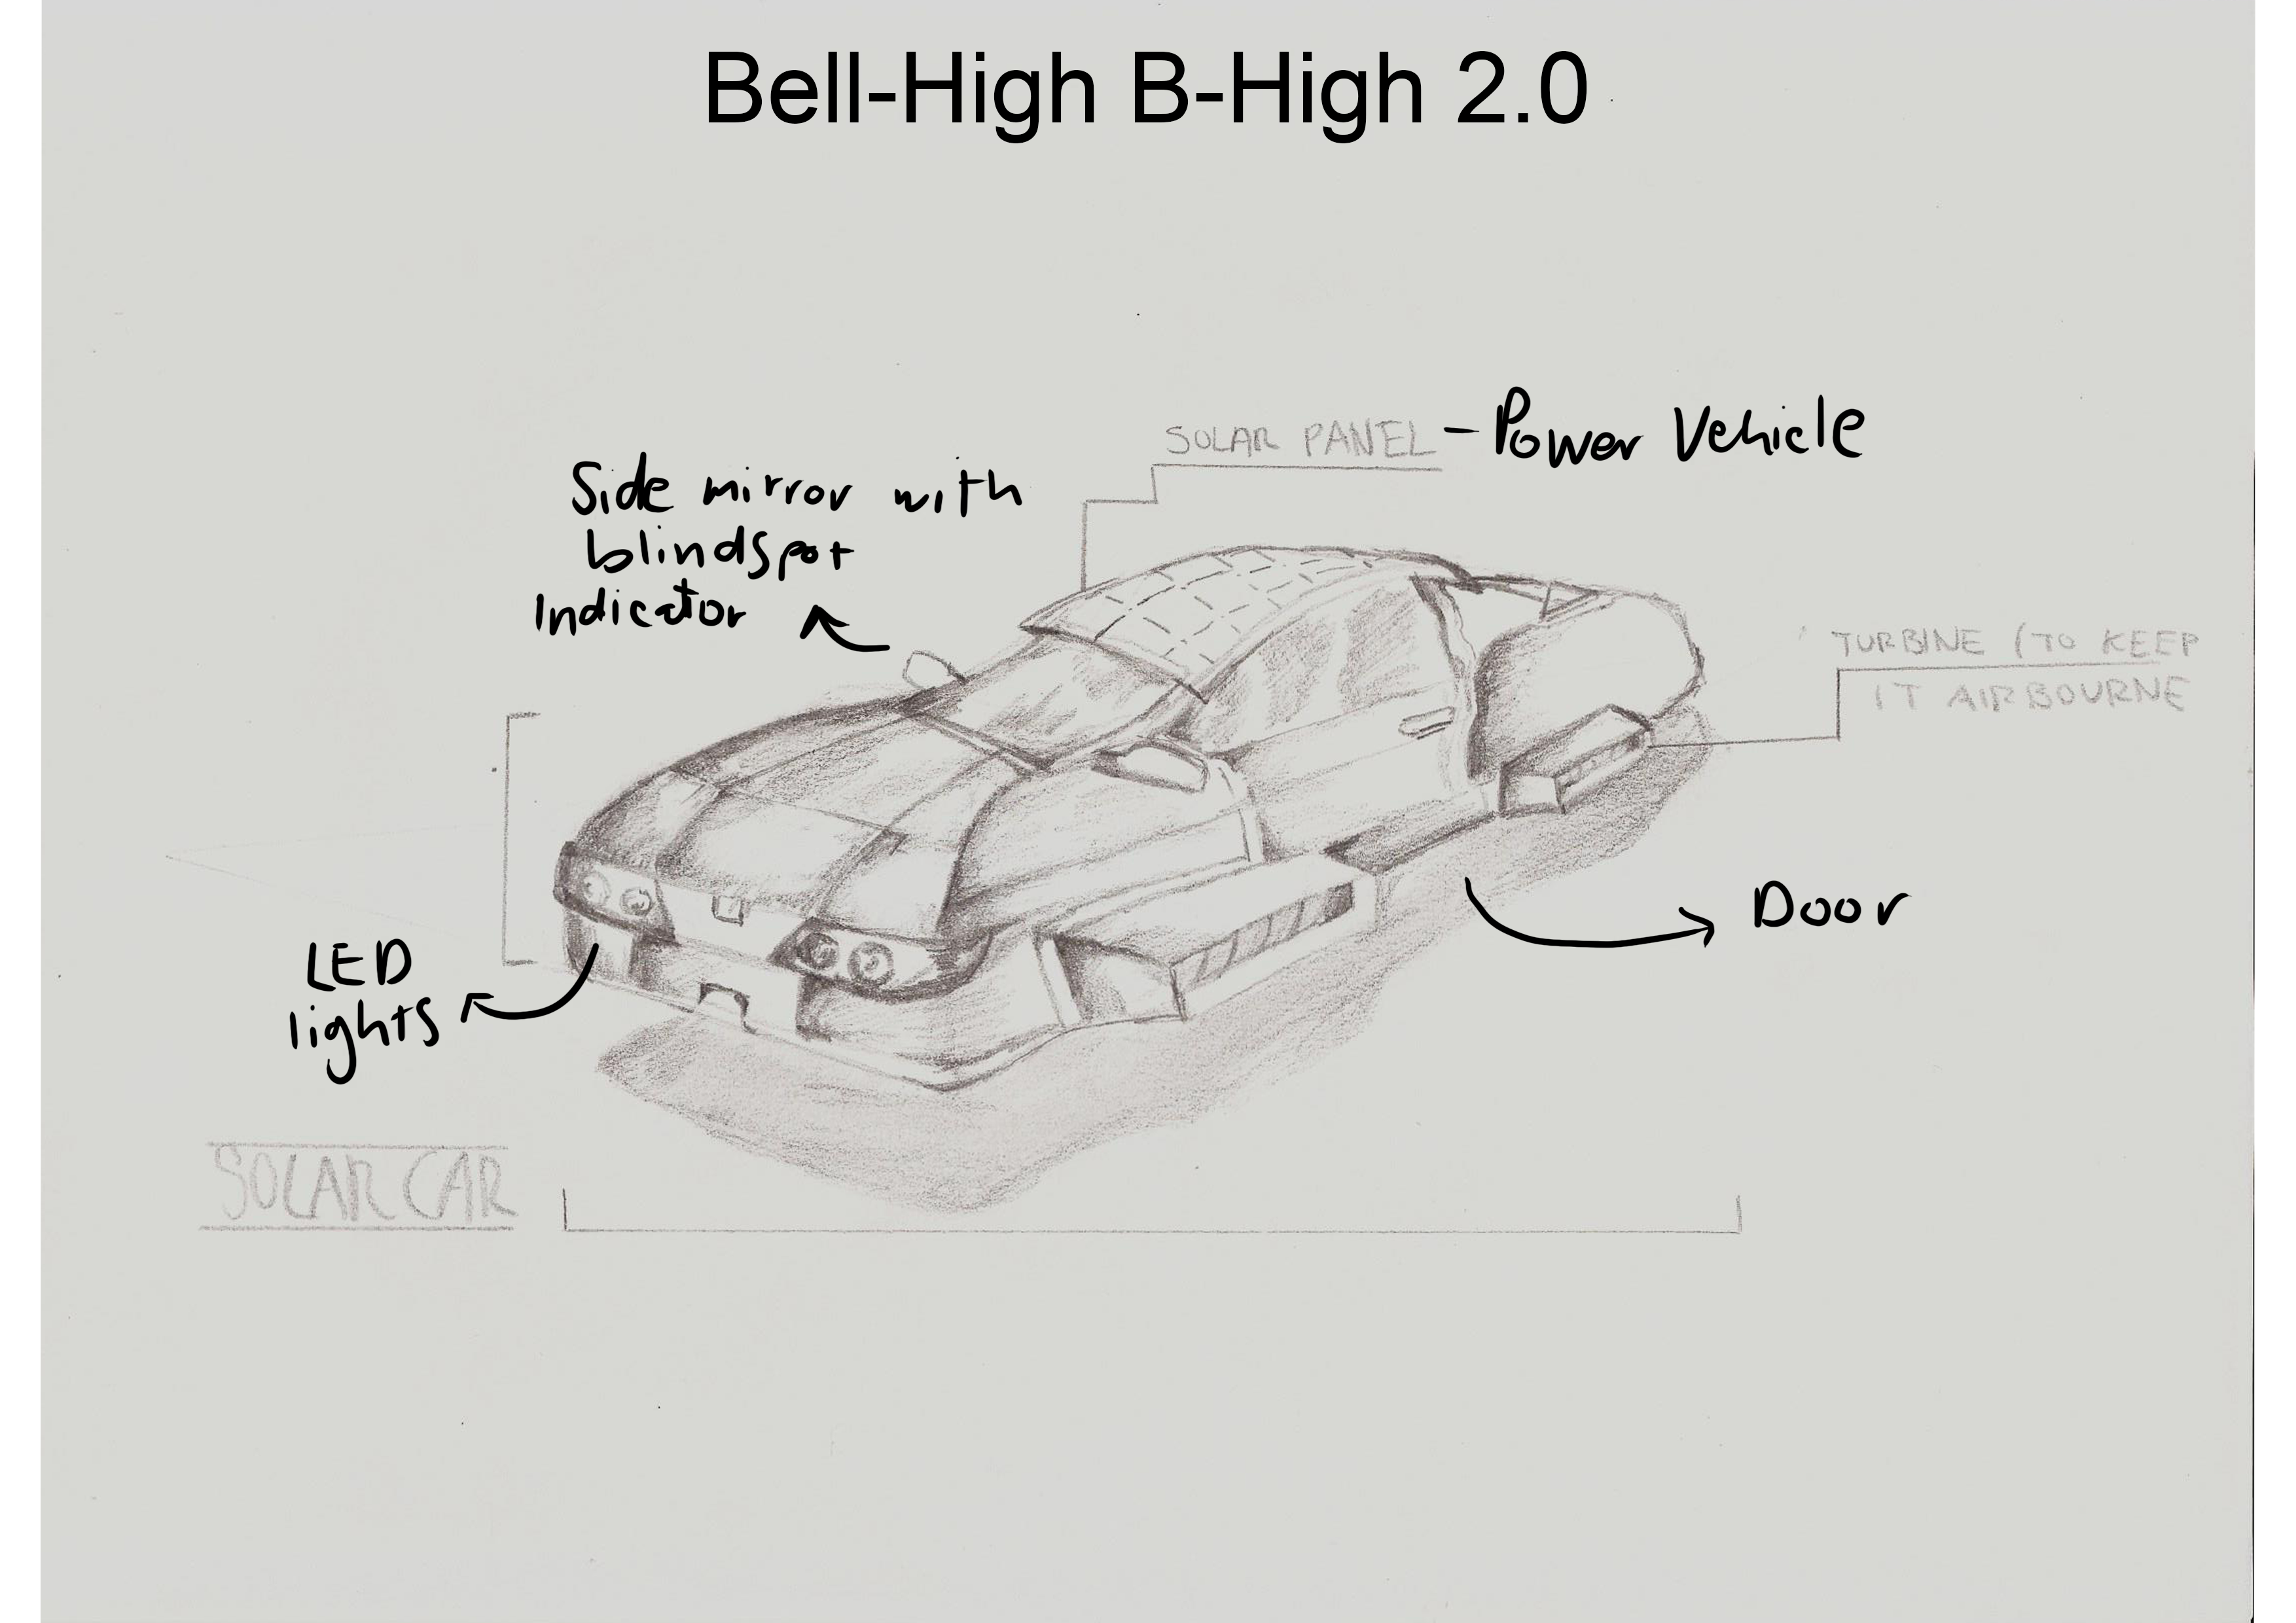 Bell-High B-High 2.0
SOLAR PANEL - Power Vehicle
Side mirror with
blindspot
Indicator
TURBINE (TO KEEP
IT AIRBOURNE
Door
LED
lights
SOLAR CAR